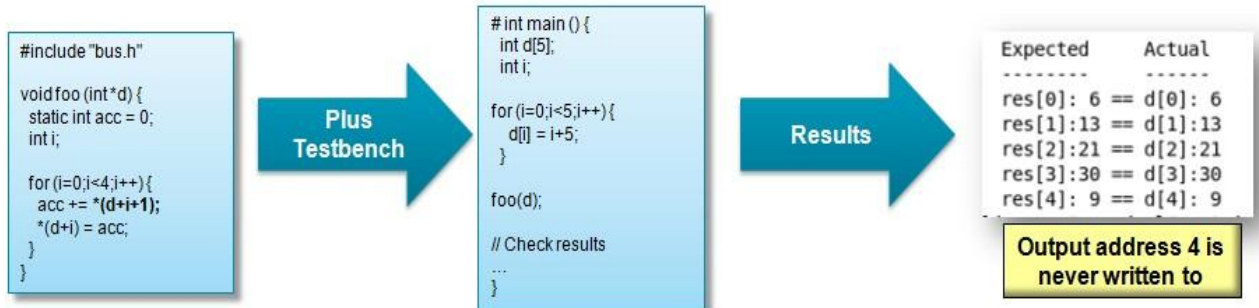 #include "bus.h"
void foo (int *d) {
static int acc = 0;
int i;
for (i=0;i<4;i++) {
acc += *(d+i+1);
*(d+i) = acc;
}
}
Plus
Testbench
# int main () {
int d[5];
int i;
for (i=0;i<5;i++) {
d[i] = i+5;
}
foo(d);
// Check results
...
}
Results
Expected Actual
-------- ------
res[0]: 6 == d[0]: 6
res[1]:13 == d[1]:13
res[2]:21 == d[2]:21
res[3]:30 == d[3]:30
res[4]: 9 == d[4]: 9
Output address 4 is
never written to